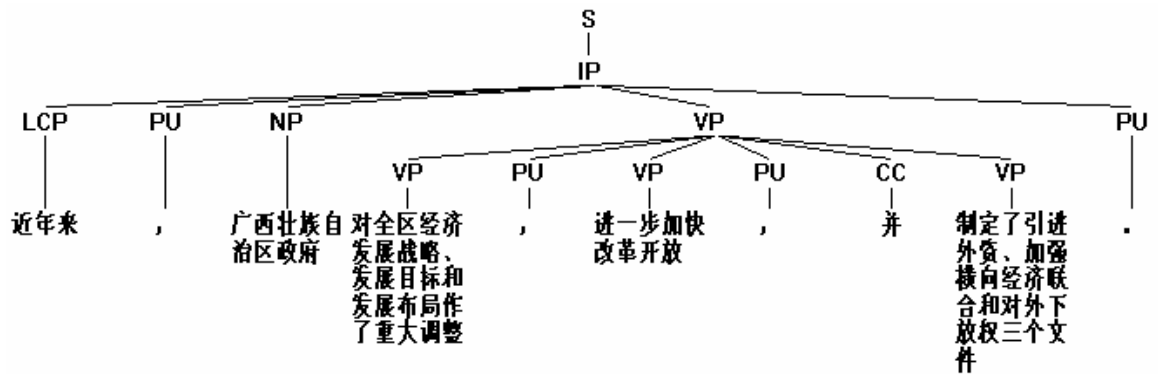 S
IP
LCP PU NP VP PU
VP PU VP PU CC VP
近年来 , 广西壮族自治区政府 对全区经济发展战略、发展目标和发展布局作了重大调整 , 进一步加快改革开放 , 并 制定了引进外资、加强横向经济联合和对外下放权三个文件 .